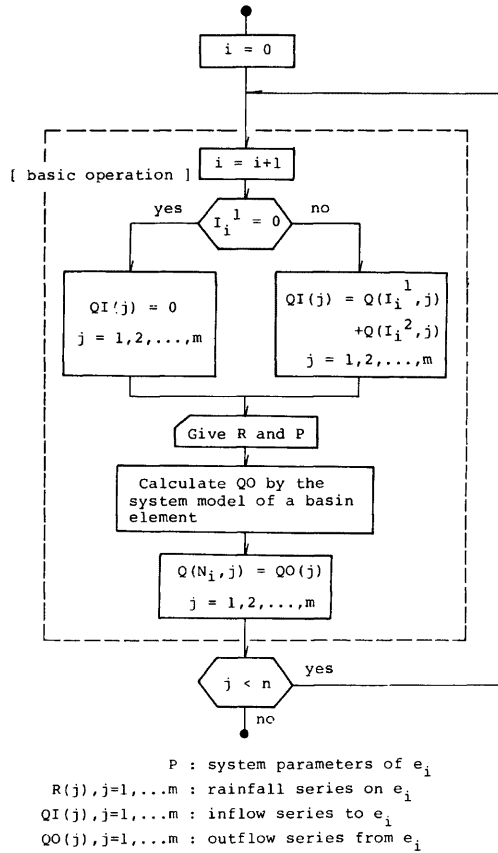 i = 0
i = i+1
[ basic operation ]
yes
no
I_i^1 = 0
QI(j) = 0
j = 1,2,...,m
QI(j) = Q(I_i^1,j)
+Q(I_i^2,j)
j = 1,2,...,m
Give R and P
Calculate QO by the
system model of a basin
element
Q(N_i,j) = QO(j)
j = 1,2,...,m
j < n
yes
no
P : system parameters of e_i
R(j),j=1,...m : rainfall series on e_i
QI(j),j=1,...m : inflow series to e_i
QO(j),j=1,...m : outflow series from e_i